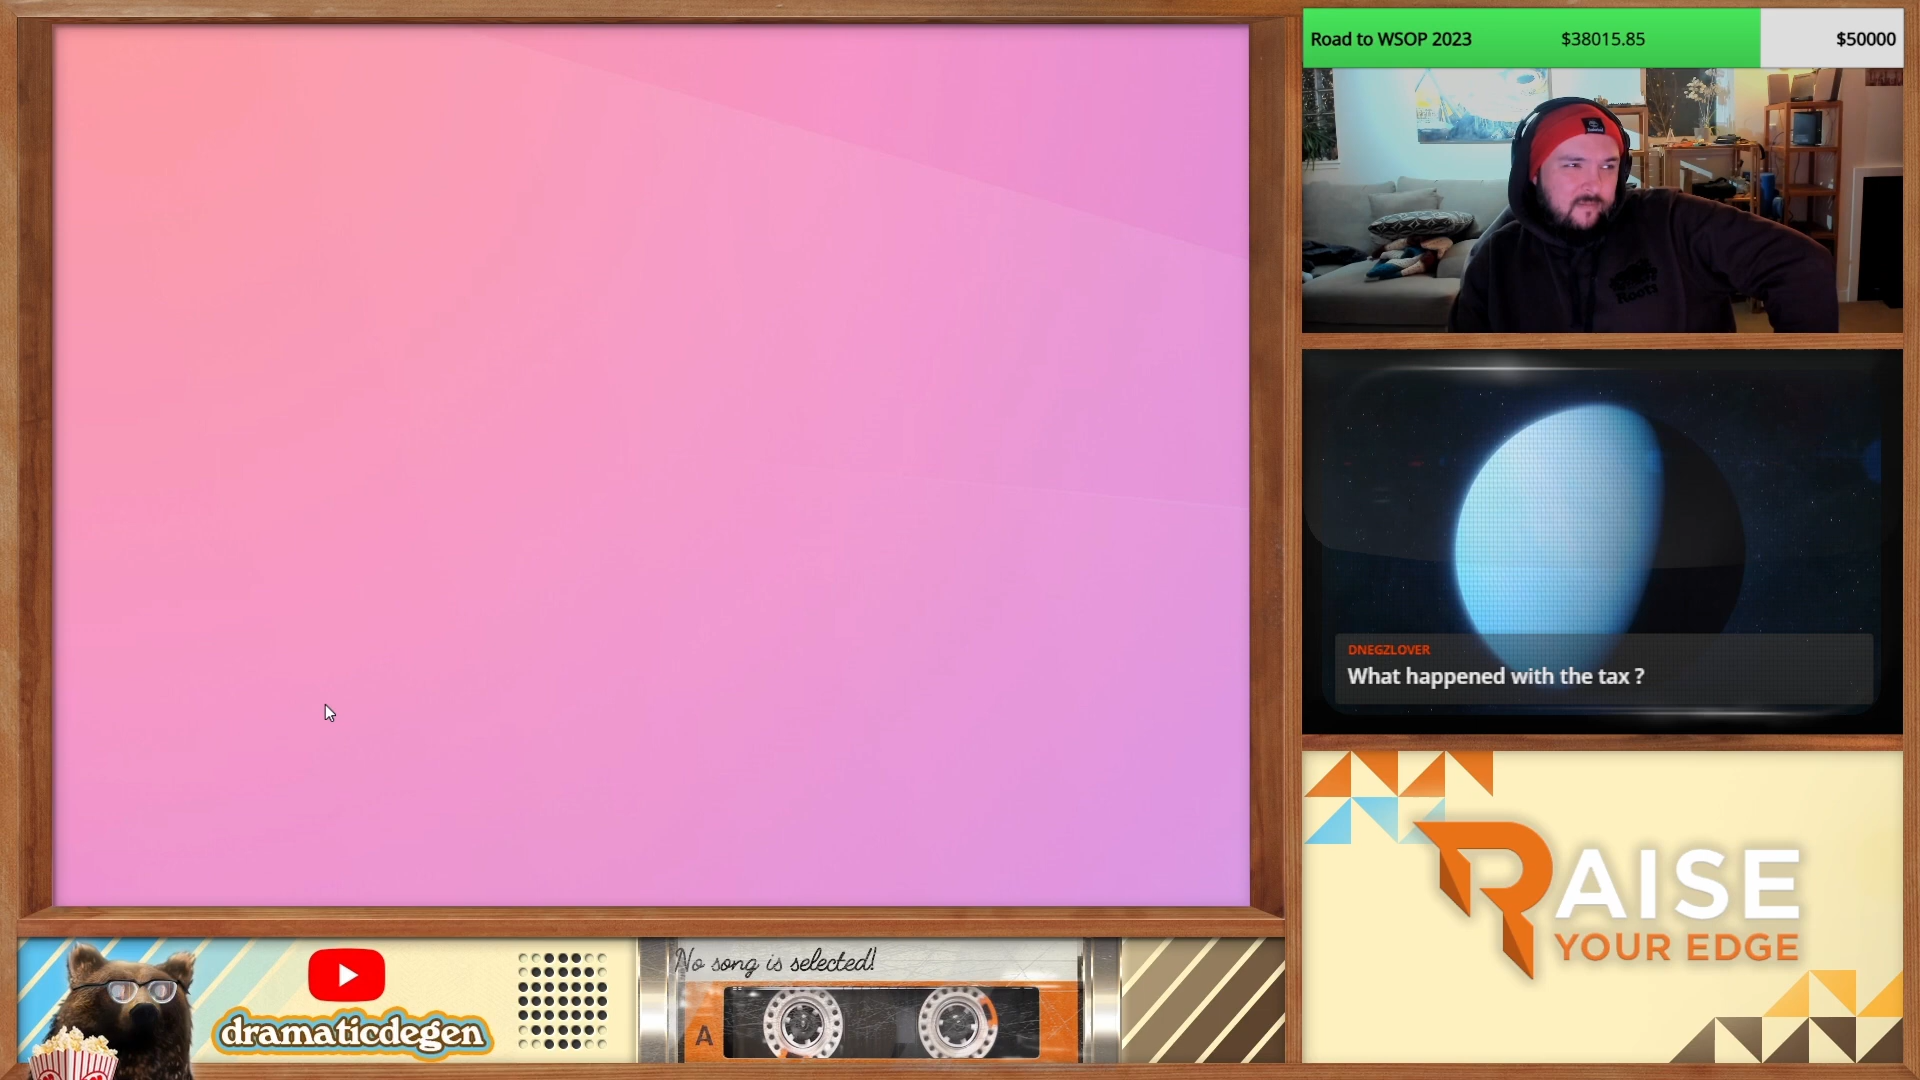 Road to WSOP 2023 $38015.85 $50000
Roots
DNEGZLOVER
What happened with the tax ?
RAISE
YOUR EDGE
No song is selected!
A
dramaticdegen